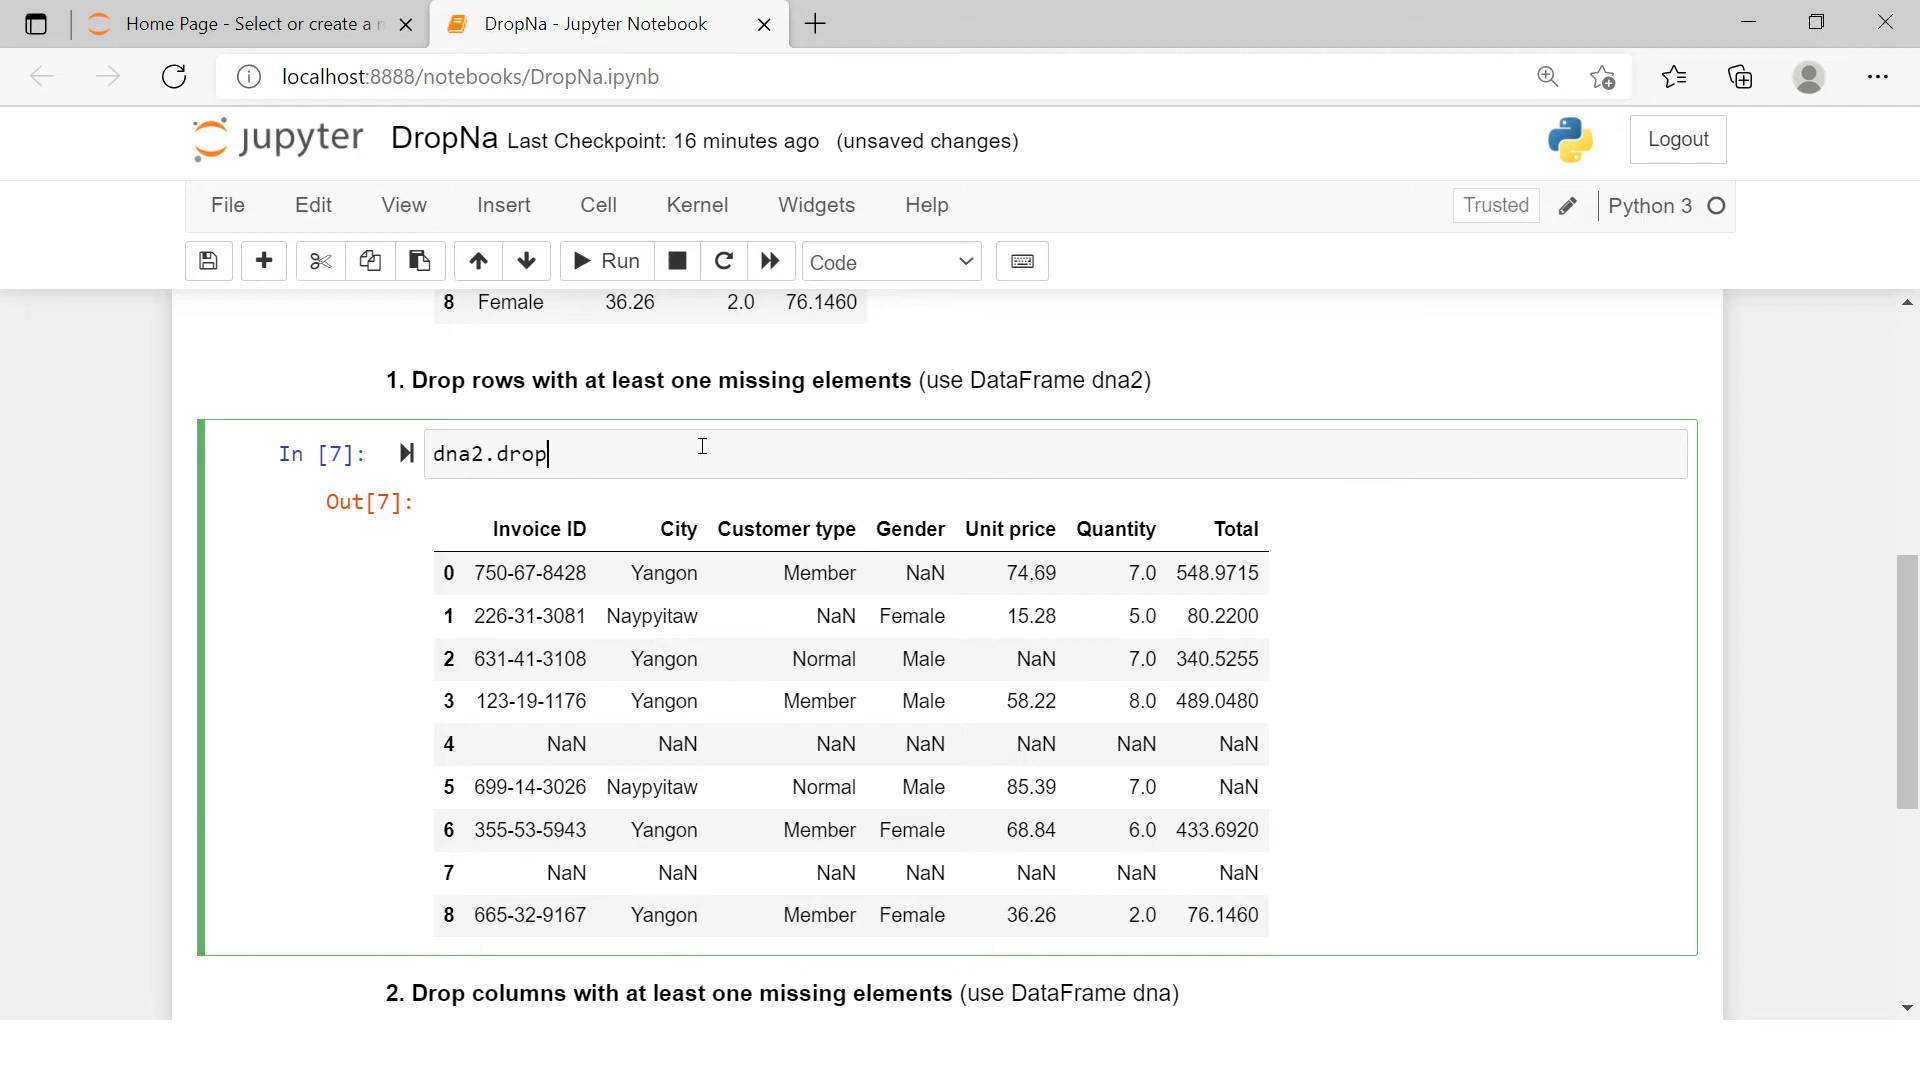 Home Page - Select or create a n
DropNa - Jupyter Notebook
localhost:8888/notebooks/DropNa.ipynb
jupyter DropNa Last Checkpoint: 16 minutes ago (unsaved changes)
Logout
File Edit View Insert Cell Kernel Widgets Help Trusted Python 3
Run Code
8 Female 36.26 2.0 76.1460
1. Drop rows with at least one missing elements (use DataFrame dna2)
In [7]: dna2.drop
Out[7]:
Invoice ID City Customer type Gender Unit price Quantity Total
0 750-67-8428 Yangon Member NaN 74.69 7.0 548.9715
1 226-31-3081 Naypyitaw NaN Female 15.28 5.0 80.2200
2 631-41-3108 Yangon Normal Male NaN 7.0 340.5255
3 123-19-1176 Yangon Member Male 58.22 8.0 489.0480
4 NaN NaN NaN NaN NaN NaN NaN
5 699-14-3026 Naypyitaw Normal Male 85.39 7.0 NaN
6 355-53-5943 Yangon Member Female 68.84 6.0 433.6920
7 NaN NaN NaN NaN NaN NaN NaN
8 665-32-9167 Yangon Member Female 36.26 2.0 76.1460
2. Drop columns with at least one missing elements (use DataFrame dna)